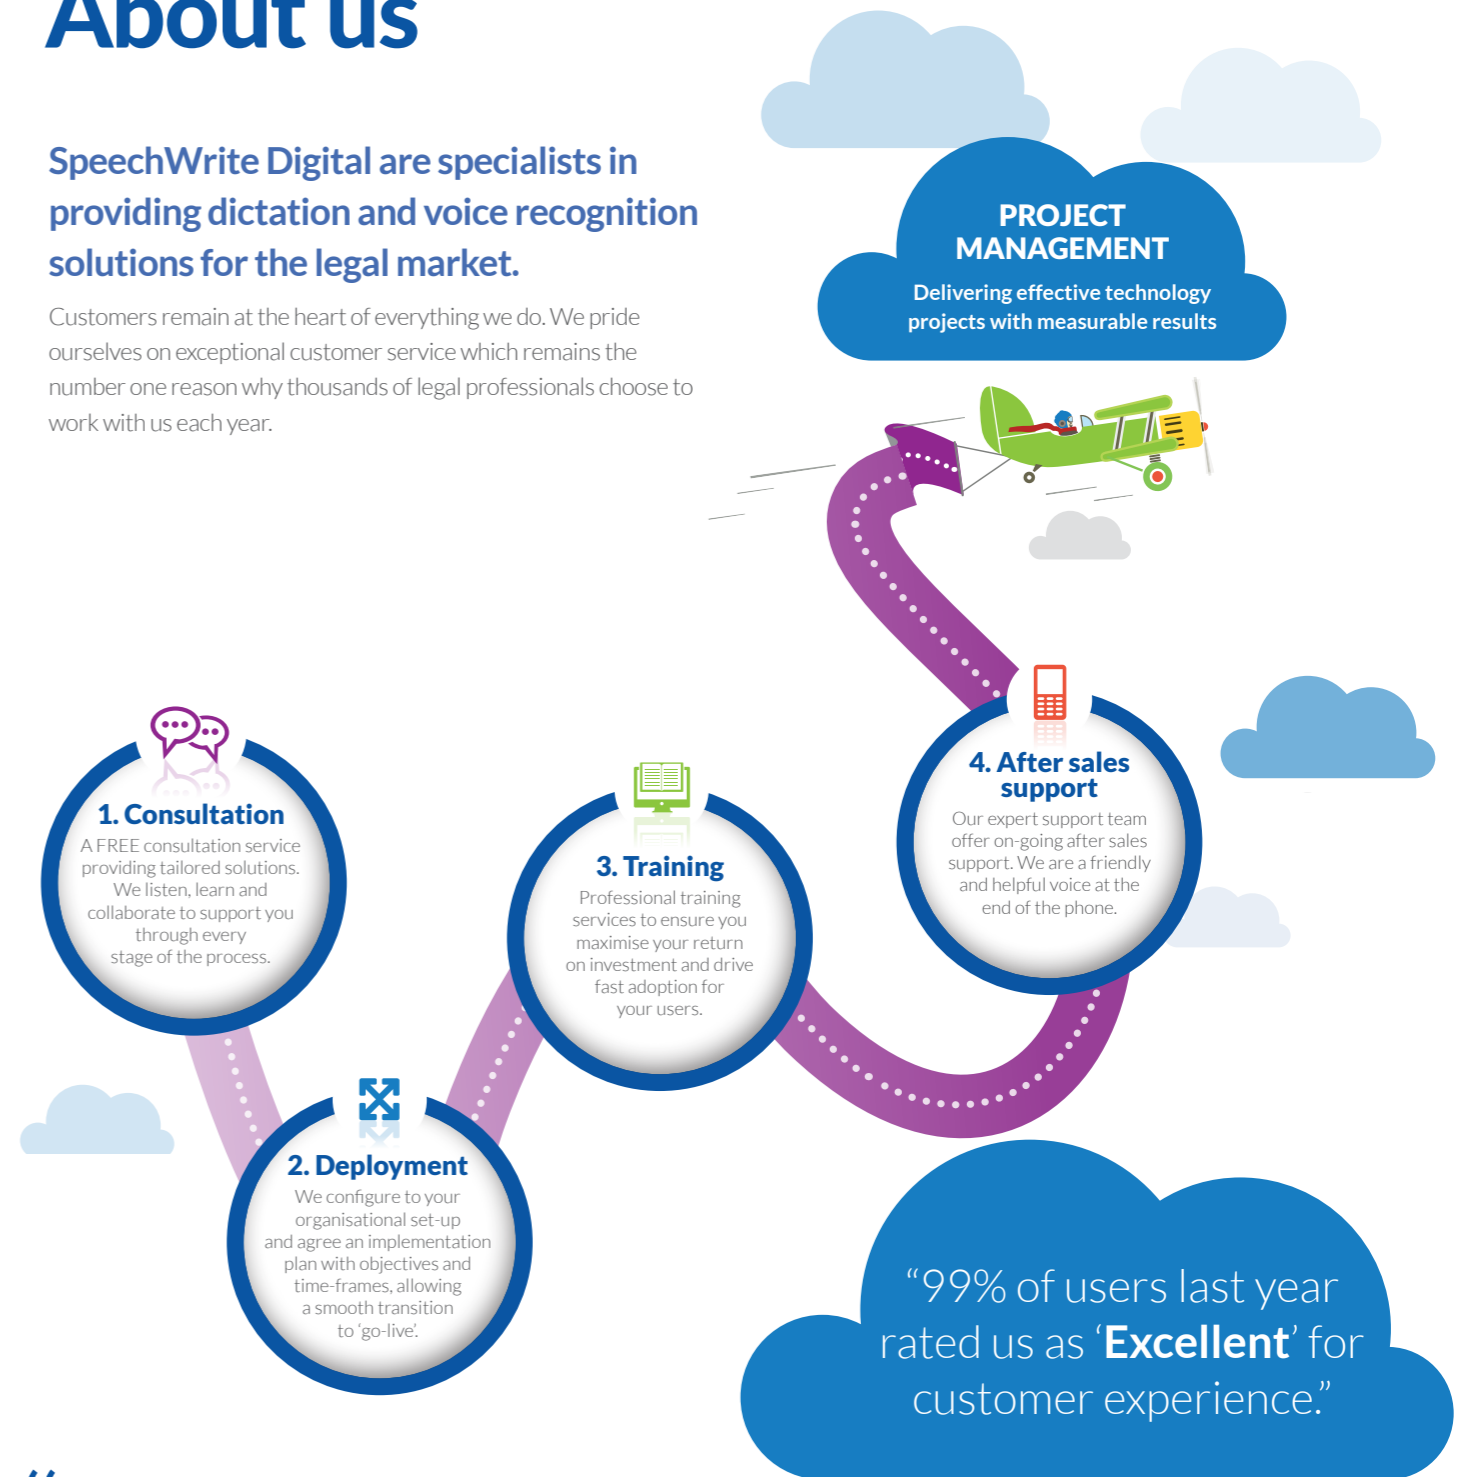 About us
SpeechWrite Digital are specialists in
providing dictation and voice recognition
solutions for the legal market.
Customers remain at the heart of everything we do. We pride
ourselves on exceptional customer service which remains the
number one reason why thousands of legal professionals choose to
work with us each year.
PROJECT
MANAGEMENT
Delivering effective technology
projects with measurable results
1. Consultation
A FREE consultation service
providing tailored solutions.
We listen, learn and
collaborate to support you
through every
stage of the process.
2. Deployment
We configure to your
organisational set-up
and agree an implementation
plan with objectives and
time-frames, allowing
a smooth transition
to ‘go-live’.
3. Training
Professional training
services to ensure you
maximise your return
on investment and drive
fast adoption for
your users.
4. After sales
support
Our expert support team
offer on-going after sales
support. We are a friendly
and helpful voice at the
end of the phone.
“99% of users last year
rated us as ‘Excellent’ for
customer experience.”